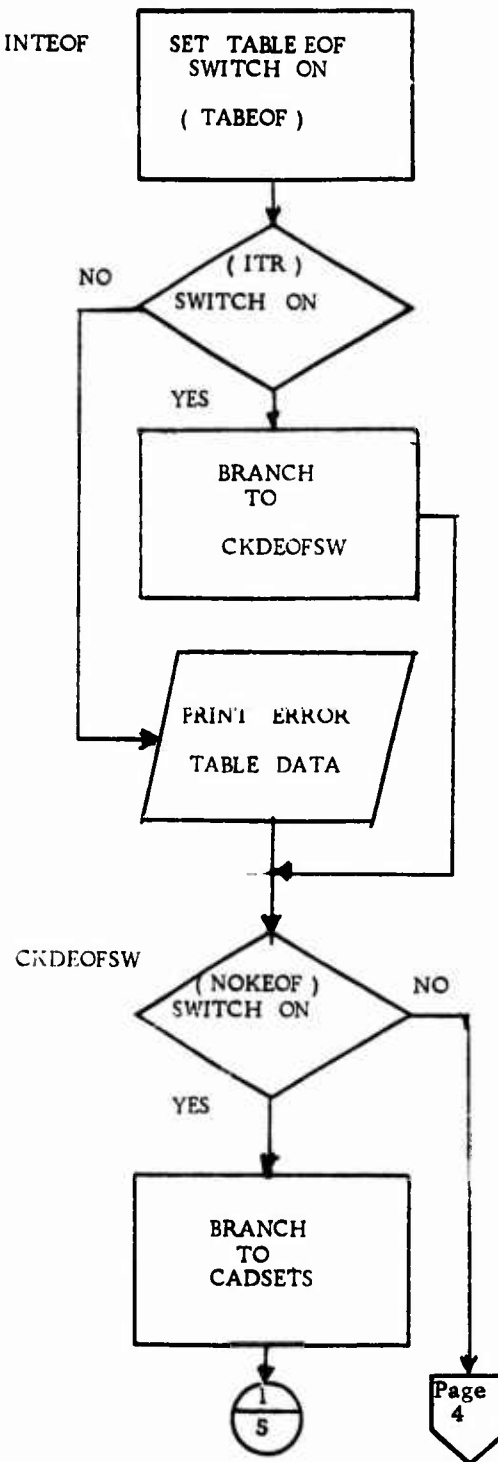 INTEOF
SET TABLE EOF
SWITCH ON
( TABEOF )
( ITR )
SWITCH ON
NO
YES
BRANCH
TO
CKDEOFSW
PRINT ERROR
TABLE DATA
CKDEOFSW
( NOKEOF )
SWITCH ON
NO
YES
BRANCH
TO
CADSETS
1
5
Page
4